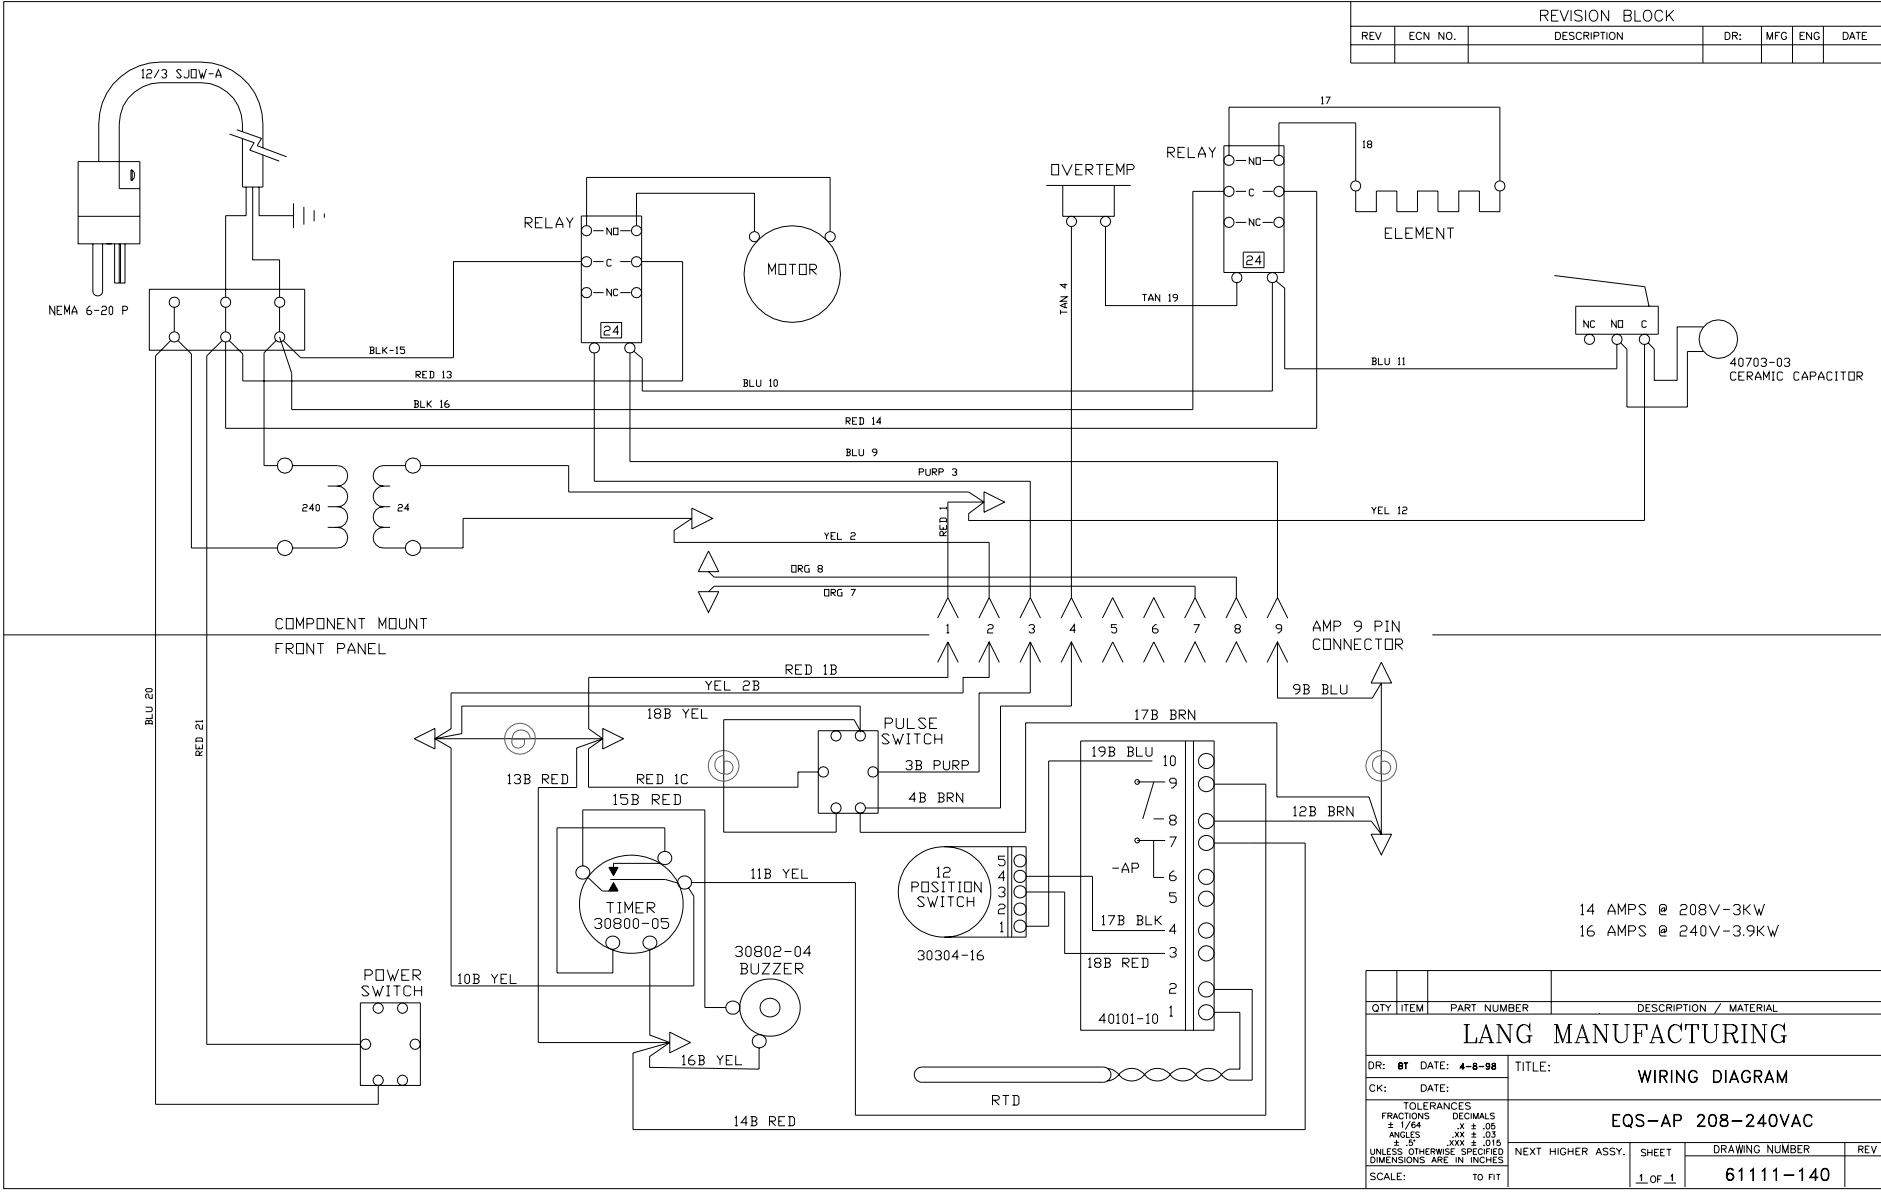 REVISION BLOCK
REV ECN NO. DESCRIPTION DR: MFG ENG DATE
12/3 SJOW-A
NEMA 6-20 P
RELAY
NO
C
NC
24
MOTOR
OVERTEMP
RELAY
NO
C
NC
24
17
18
ELEMENT
TAN 4
TAN 19
NC NO C
40703-03
CERAMIC CAPACITOR
BLK-15
RED 13
BLU 10
BLU 11
BLK 16
RED 14
BLU 9
PURP 3
240
24
RED 1
YEL 12
YEL 2
ORG 8
ORG 7
COMPONENT MOUNT
FRONT PANEL
1 2 3 4 5 6 7 8 9
AMP 9 PIN
CONNECTOR
BLU 20
RED 21
RED 1B
YEL 2B
18B YEL
PULSE
SWITCH
9B BLU
17B BRN
13B RED
RED 1C
3B PURP
15B RED
4B BRN
19B BLU
10
9
8
7
6
5
4
3
2
1
-AP
40101-10
12B BRN
TIMER
30800-05
11B YEL
10B YEL
12
POSITION
SWITCH
5
4
3
2
1
30304-16
17B BLK
18B RED
30802-04
BUZZER
16B YEL
14B RED
RTD
POWER
SWITCH
14 AMPS @ 208V-3KW
16 AMPS @ 240V-3.9KW
QTY ITEM PART NUMBER DESCRIPTION / MATERIAL
LANG MANUFACTURING
DR: BT DATE: 4-8-98
CK: DATE:
TITLE:
WIRING DIAGRAM
TOLERANCES
FRACTIONS DECIMALS
± 1/64 .X ± .05
ANGLES .XX ± .03
± .5° .XXX ± .015
UNLESS OTHERWISE SPECIFIED
DIMENSIONS ARE IN INCHES
SCALE: TO FIT
EQS-AP 208-240VAC
NEXT HIGHER ASSY.
SHEET
1 OF 1
DRAWING NUMBER
61111-140
REV